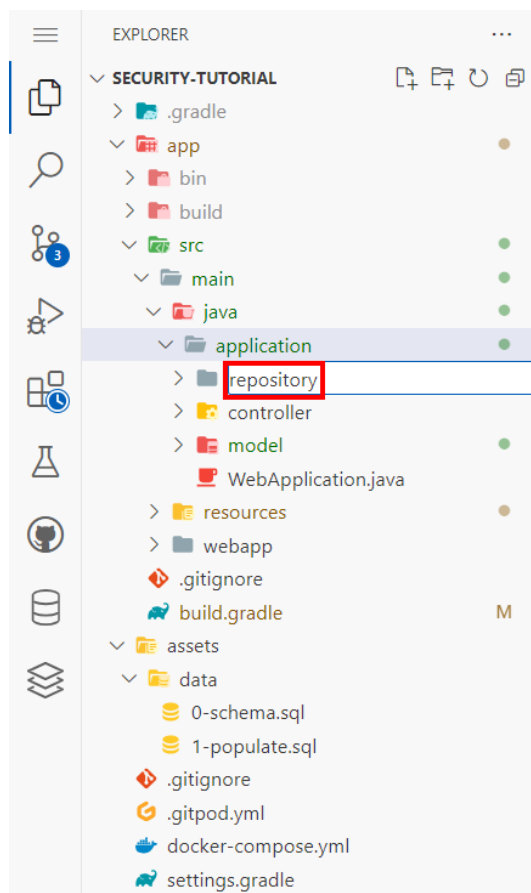 EXPLORER
SECURITY-TUTORIAL
.gradle
app
bin
build
src
3
main
java
application
repository
controller
model
WebApplication.java
resources
webapp
.gitignore
build.gradle M
assets
data
0-schema.sql
1-populate.sql
.gitignore
.gitpod.yml
docker-compose.yml
settings.gradle